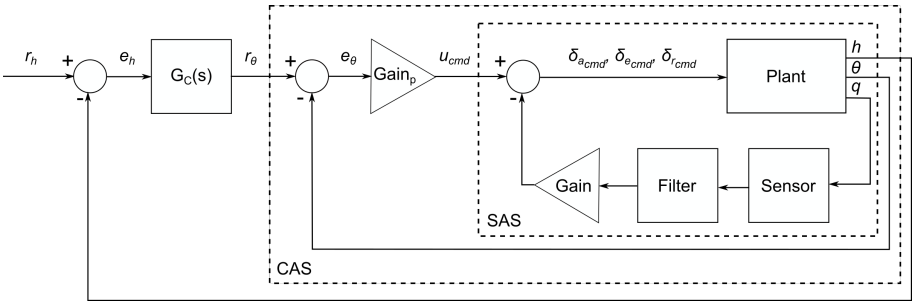 r_h
+
-
e_h
G_C(s)
r_θ
+
-
e_θ
Gain_p
u_cmd
+
-
δ_a_cmd, δ_e_cmd, δ_r_cmd
Plant
h
θ
q
Gain
Filter
Sensor
SAS
CAS